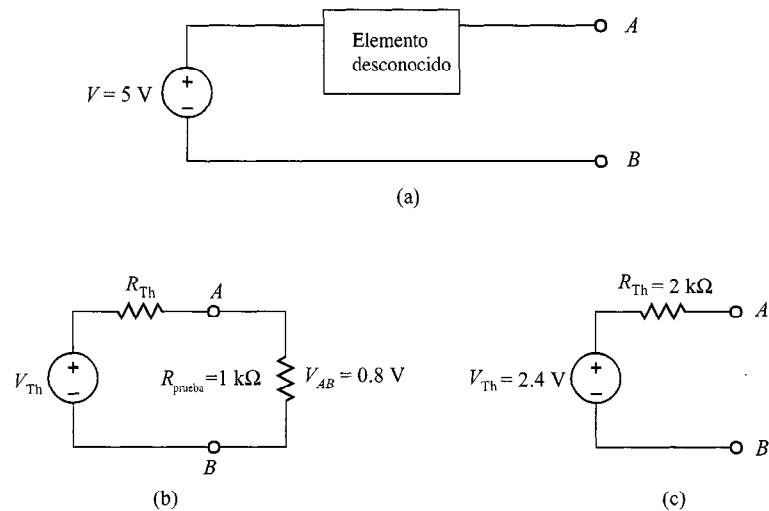 Elemento
desconocido
A
+
−
V = 5 V
B
(a)
R_Th
A
+
−
V_Th
R_prueba=1 kΩ
V_AB = 0.8 V
B
(b)
R_Th = 2 kΩ
A
+
−
V_Th = 2.4 V
B
(c)